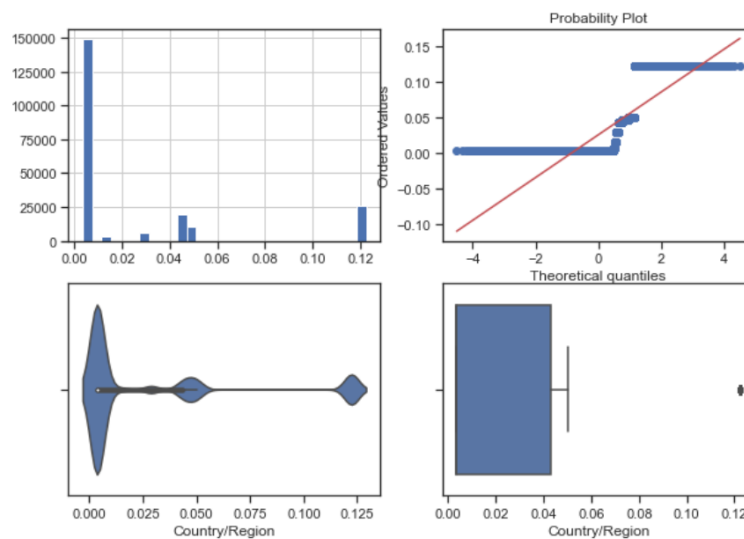 Probability Plot
150000
125000
100000
75000
50000
25000
0
0.00 0.02 0.04 0.06 0.08 0.10 0.12
Ordered Values
0.15
0.10
0.05
0.00
−0.05
−0.10
−4 −2 0 2 4
Theoretical quantiles
0.000 0.025 0.050 0.075 0.100 0.125
Country/Region
0.00 0.02 0.04 0.06 0.08 0.10 0.12
Country/Region